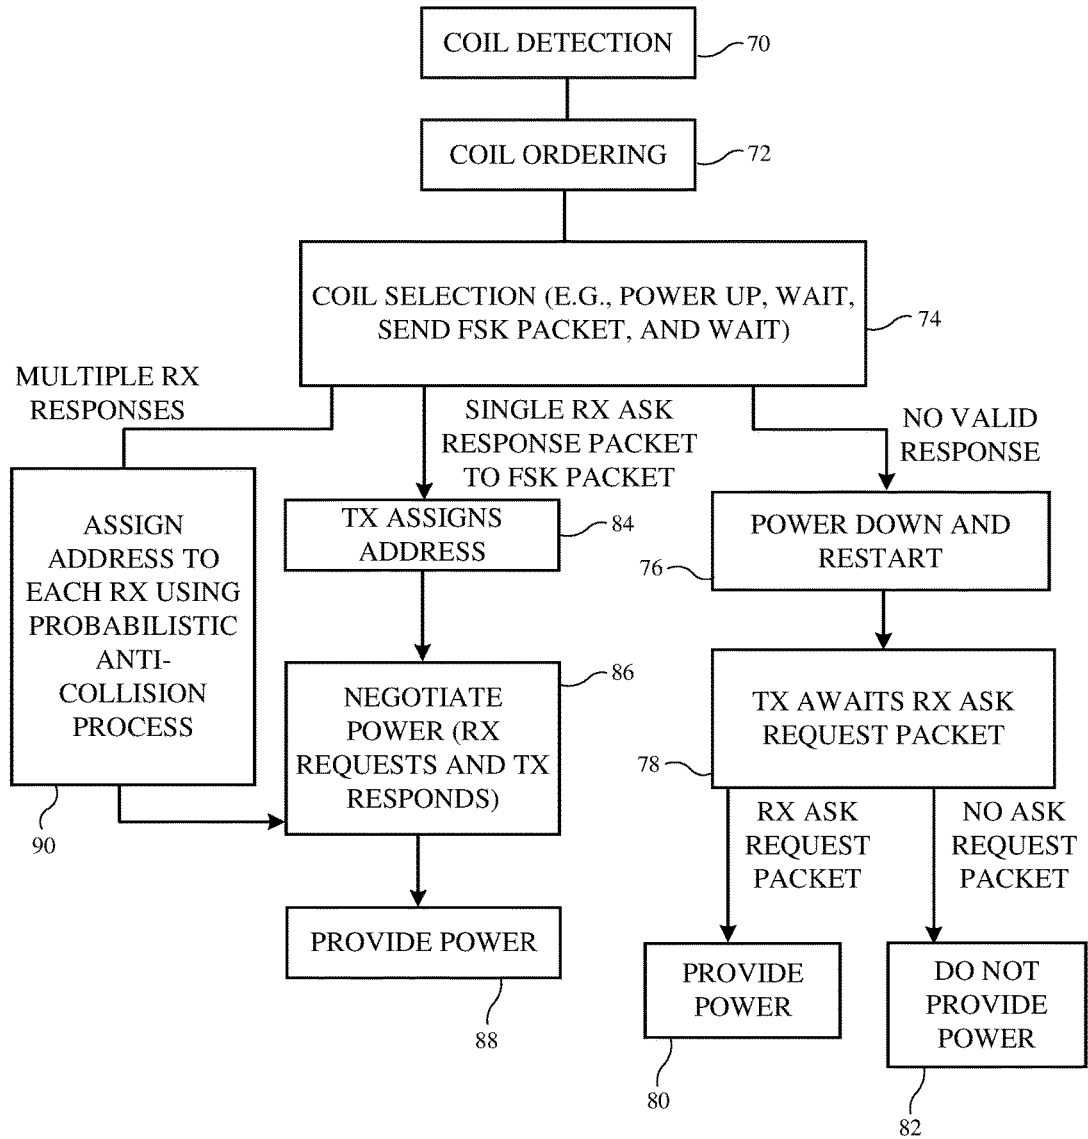 COIL DETECTION
70
COIL ORDERING
72
COIL SELECTION (E.G., POWER UP, WAIT,
SEND FSK PACKET, AND WAIT)
74
MULTIPLE RX
RESPONSES
SINGLE RX ASK
RESPONSE PACKET
TO FSK PACKET
NO VALID
RESPONSE
ASSIGN
ADDRESS TO
EACH RX USING
PROBABILISTIC
ANTI-
COLLISION
PROCESS
90
TX ASSIGNS
ADDRESS
84
POWER DOWN AND
RESTART
76
NEGOTIATE
POWER (RX
REQUESTS AND TX
RESPONDS)
86
TX AWAITS RX ASK
REQUEST PACKET
78
RX ASK
REQUEST
PACKET
NO ASK
REQUEST
PACKET
PROVIDE POWER
88
PROVIDE
POWER
80
DO NOT
PROVIDE
POWER
82